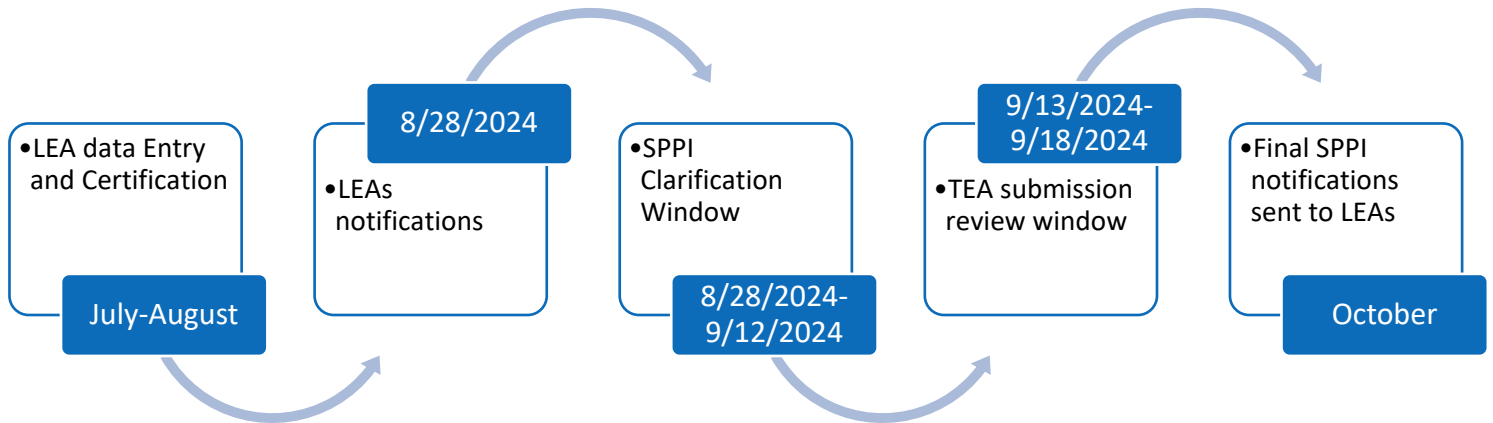 •LEA data Entry
and Certification
July-August
8/28/2024
•LEAs
notifications
•SPPI
Clarification
Window
8/28/2024-
9/12/2024
9/13/2024-
9/18/2024
•TEA submission
review window
•Final SPPI
notifications
sent to LEAs
October